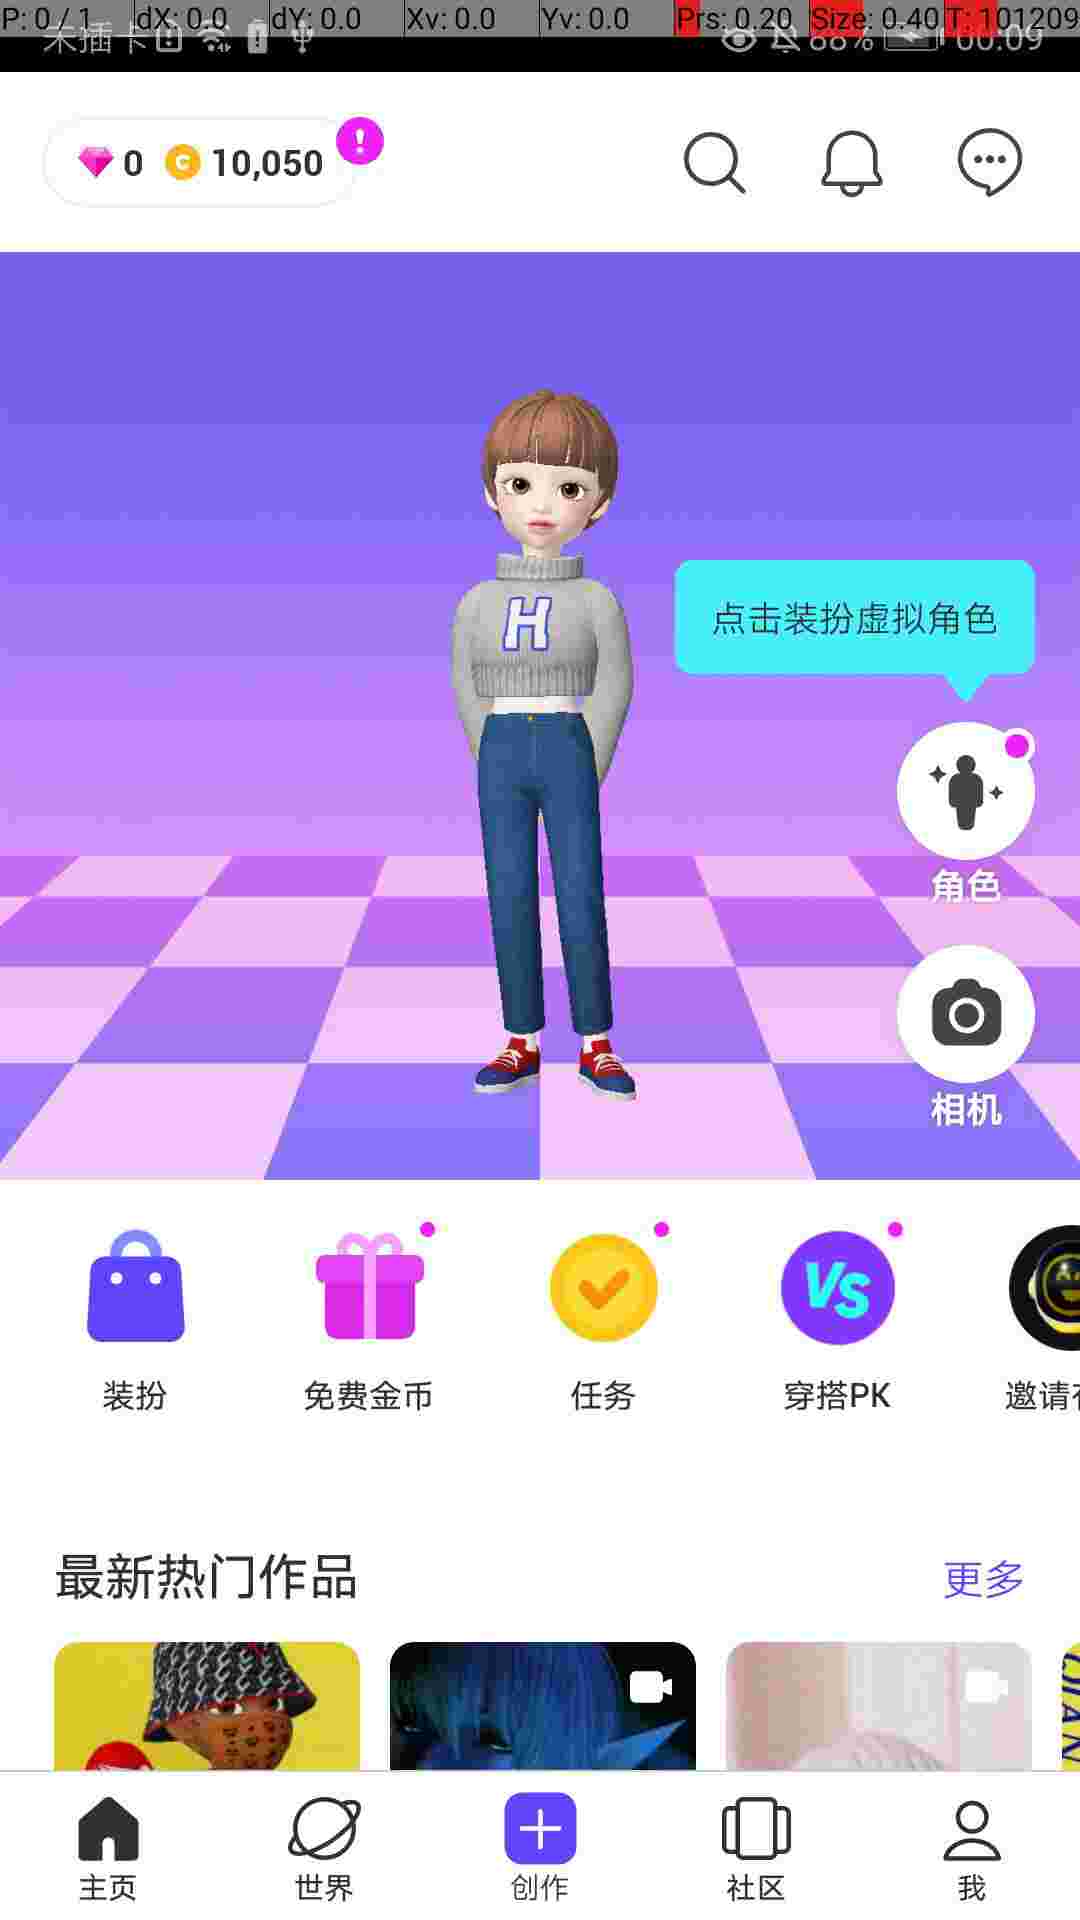 P: 0 / 1 dX: 0.0 dY: 0.0 Xv: 0.0 Yv: 0.0 Prs: 0.20 Size: 0.40 T: 101209
未插卡 88% 00:09
0 C 10,050 !
H
点击装扮虚拟角色
角色
相机
VS
装扮 免费金币 任务 穿搭PK 邀请
最新热门作品 更多
主页 世界 创作 社区 我